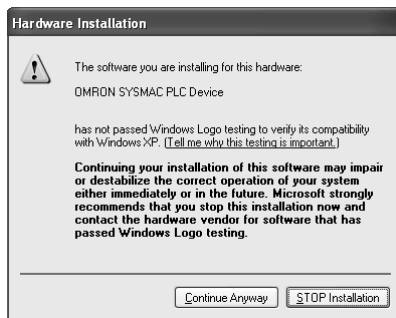 Hardware Installation
The software you are installing for this hardware:
OMRON SYSMAC PLC Device
has not passed Windows Logo testing to verify its compatibility
with Windows XP. (Tell me why this testing is important.)
Continuing your installation of this software may impair
or destabilize the correct operation of your system
either immediately or in the future. Microsoft strongly
recommends that you stop this installation now and
contact the hardware vendor for software that has
passed Windows Logo testing.
Continue Anyway STOP Installation